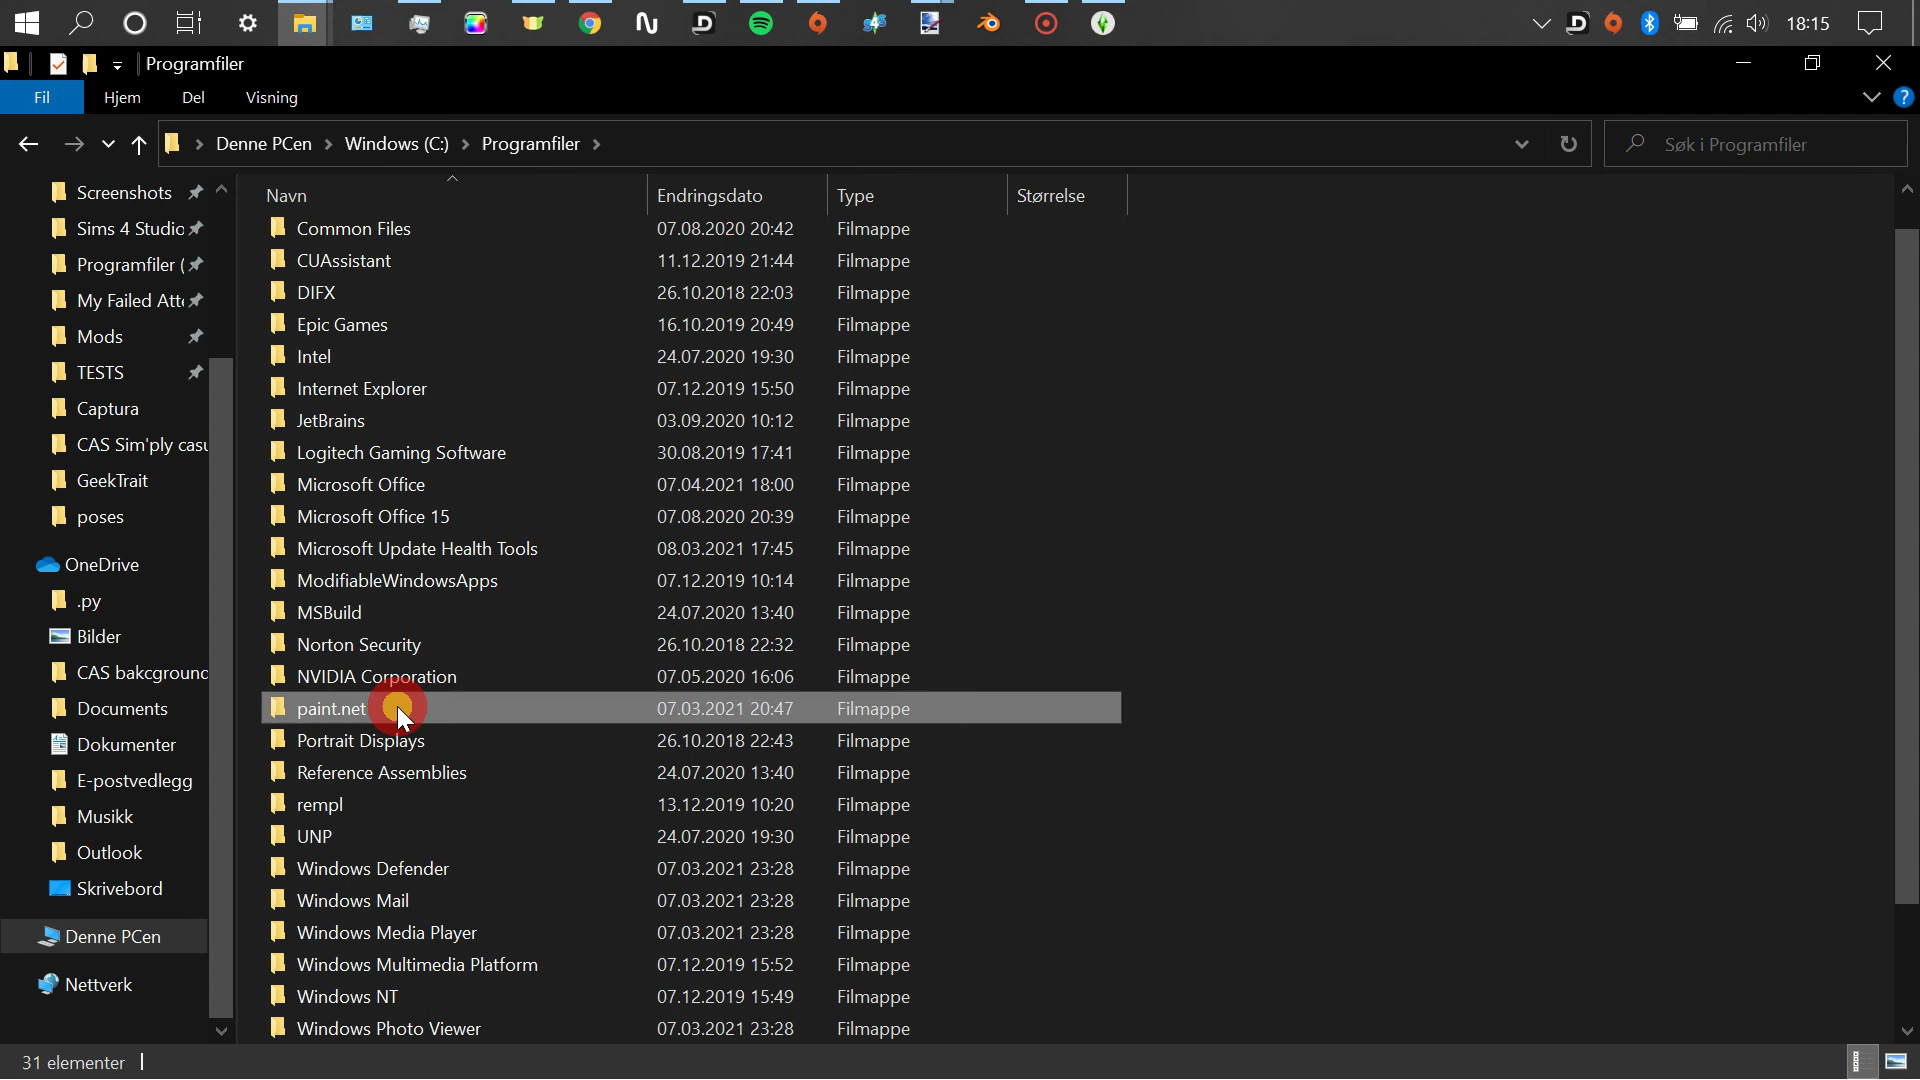 18:15
Programfiler
Fil Hjem Del Visning
Denne PCen Windows (C:) Programfiler
Søk i Programfiler
Screenshots
Sims 4 Studio
Programfiler (
My Failed Atte
Mods
TESTS
Captura
CAS Sim'ply casu
GeekTrait
poses
OneDrive
.py
Bilder
CAS bakcground
Documents
Dokumenter
E-postvedlegg
Musikk
Outlook
Skrivebord
Denne PCen
Nettverk
Navn Endringsdato Type Størrelse
Common Files 07.08.2020 20:42 Filmappe
CUAssistant 11.12.2019 21:44 Filmappe
DIFX 26.10.2018 22:03 Filmappe
Epic Games 16.10.2019 20:49 Filmappe
Intel 24.07.2020 19:30 Filmappe
Internet Explorer 07.12.2019 15:50 Filmappe
JetBrains 03.09.2020 10:12 Filmappe
Logitech Gaming Software 30.08.2019 17:41 Filmappe
Microsoft Office 07.04.2021 18:00 Filmappe
Microsoft Office 15 07.08.2020 20:39 Filmappe
Microsoft Update Health Tools 08.03.2021 17:45 Filmappe
ModifiableWindowsApps 07.12.2019 10:14 Filmappe
MSBuild 24.07.2020 13:40 Filmappe
Norton Security 26.10.2018 22:32 Filmappe
NVIDIA Corporation 07.05.2020 16:06 Filmappe
paint.net 07.03.2021 20:47 Filmappe
Portrait Displays 26.10.2018 22:43 Filmappe
Reference Assemblies 24.07.2020 13:40 Filmappe
rempl 13.12.2019 10:20 Filmappe
UNP 24.07.2020 19:30 Filmappe
Windows Defender 07.03.2021 23:28 Filmappe
Windows Mail 07.03.2021 23:28 Filmappe
Windows Media Player 07.03.2021 23:28 Filmappe
Windows Multimedia Platform 07.12.2019 15:52 Filmappe
Windows NT 07.12.2019 15:49 Filmappe
Windows Photo Viewer 07.03.2021 23:28 Filmappe
31 elementer